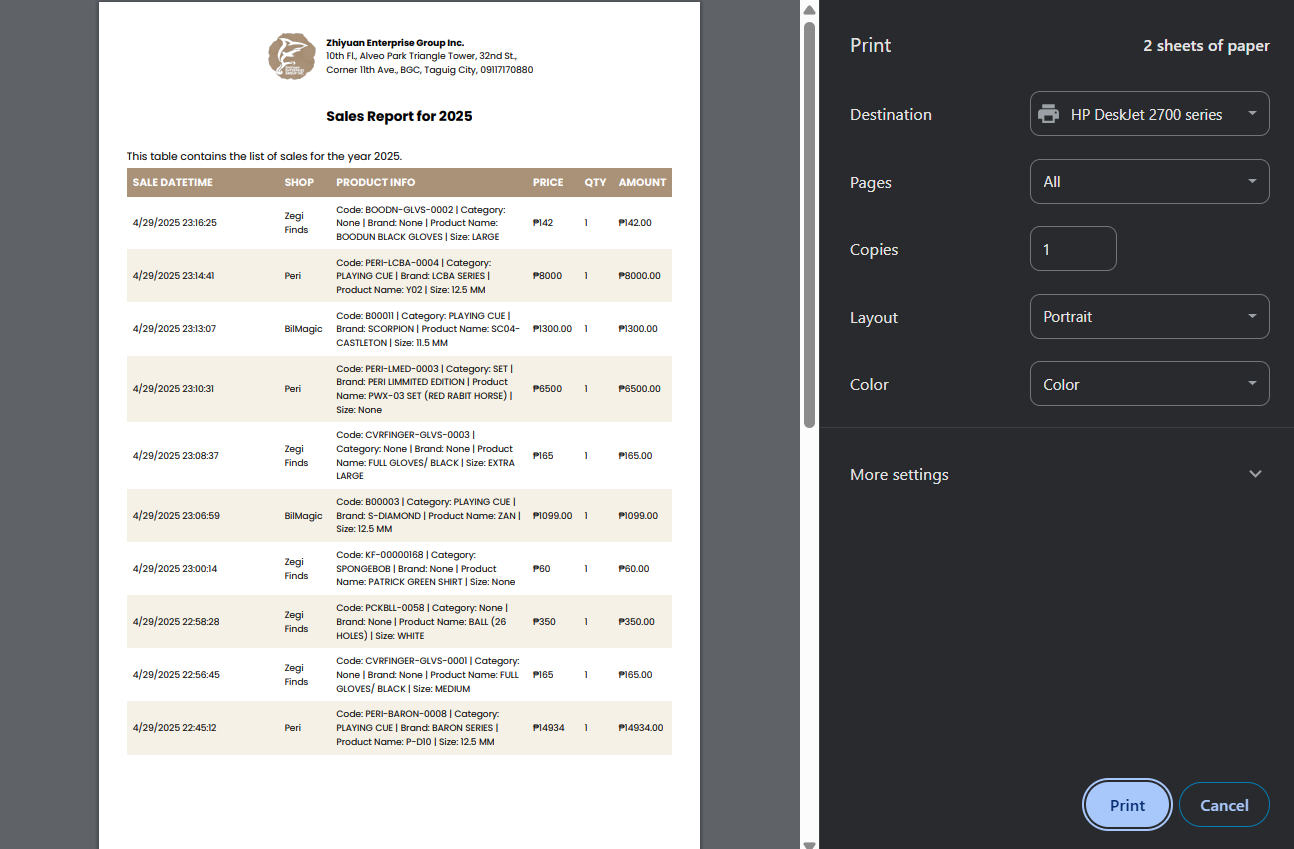 Zhiyuan Enterprise Group Inc.
10th Fl., Alveo Park Triangle Tower, 32nd St.,
Corner 11th Ave., BGC, Taguig City, 09117170880
Sales Report for 2025
This table contains the list of sales for the year 2025.
SALE DATETIME SHOP PRODUCT INFO PRICE QTY AMOUNT
4/29/2025 23:16:25 Zegi Finds Code: BOODN-GLVS-0002 | Category:
None | Brand: None | Product Name:
BOODUN BLACK GLOVES | Size: LARGE ₱142 1 ₱142.00
4/29/2025 23:14:41 Peri Code: PERI-LCBA-0004 | Category:
PLAYING CUE | Brand: LCBA SERIES |
Product Name: Y02 | Size: 12.5 MM ₱8000 1 ₱8000.00
4/29/2025 23:13:07 BilMagic Code: B00011 | Category: PLAYING CUE |
Brand: SCORPION | Product Name: SC04-
CASTLETON | Size: 11.5 MM ₱1300.00 1 ₱1300.00
4/29/2025 23:10:31 Peri Code: PERI-LMED-0003 | Category: SET |
Brand: PERI LIMMITED EDITION | Product
Name: PWX-03 SET (RED RABIT HORSE) |
Size: None ₱6500 1 ₱6500.00
4/29/2025 23:08:37 Zegi Finds Code: CVRFINGER-GLVS-0003 |
Category: None | Brand: None | Product
Name: FULL GLOVES/ BLACK | Size: EXTRA
LARGE ₱165 1 ₱165.00
4/29/2025 23:06:59 BilMagic Code: B00003 | Category: PLAYING CUE |
Brand: S-DIAMOND | Product Name: ZAN |
Size: 12.5 MM ₱1099.00 1 ₱1099.00
4/29/2025 23:00:14 Zegi Finds Code: KF-00000168 | Category:
SPONGEBOB | Brand: None | Product
Name: PATRICK GREEN SHIRT | Size: None ₱60 1 ₱60.00
4/29/2025 22:58:28 Zegi Finds Code: PCKBLL-0058 | Category: None |
Brand: None | Product Name: BALL (26
HOLES) | Size: WHITE ₱350 1 ₱350.00
4/29/2025 22:56:45 Zegi Finds Code: CVRFINGER-GLVS-0001 | Category:
None | Brand: None | Product Name: FULL
GLOVES/ BLACK | Size: MEDIUM ₱165 1 ₱165.00
4/29/2025 22:45:12 Peri Code: PERI-BARON-0008 | Category:
PLAYING CUE | Brand: BARON SERIES |
Product Name: P-D10 | Size: 12.5 MM ₱14934 1 ₱14934.00
Print 2 sheets of paper
Destination HP DeskJet 2700 series
Pages All
Copies 1
Layout Portrait
Color Color
More settings
Print Cancel